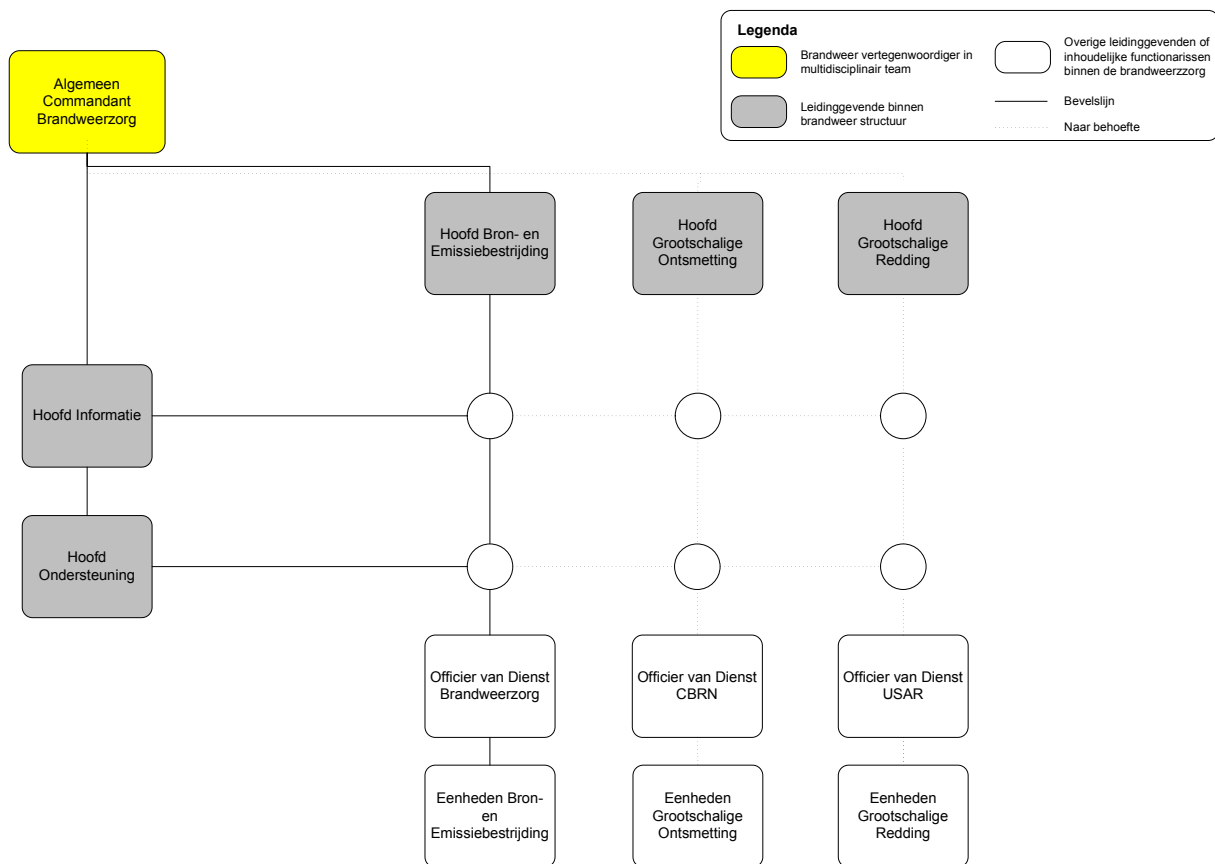 Legenda
Brandweer vertegenwoordiger in
multidisciplinair team
Overige leidinggevenden of
inhoudelijke functionarissen
binnen de brandweerzzorg
Leidinggevende binnen
brandweer structuur
Bevelslijn
Naar behoefte
Algemeen
Commandant
Brandweerzorg
Hoofd Bron- en
Emissiebestrijding
Hoofd
Grootschalige
Ontsmetting
Hoofd
Grootschalige
Redding
Hoofd Informatie
Hoofd
Ondersteuning
Officier van Dienst
Brandweerzorg
Officier van Dienst
CBRN
Officier van Dienst
USAR
Eenheden Bron-
en
Emissiebestrijding
Eenheden
Grootschalige
Ontsmetting
Eenheden
Grootschalige
Redding